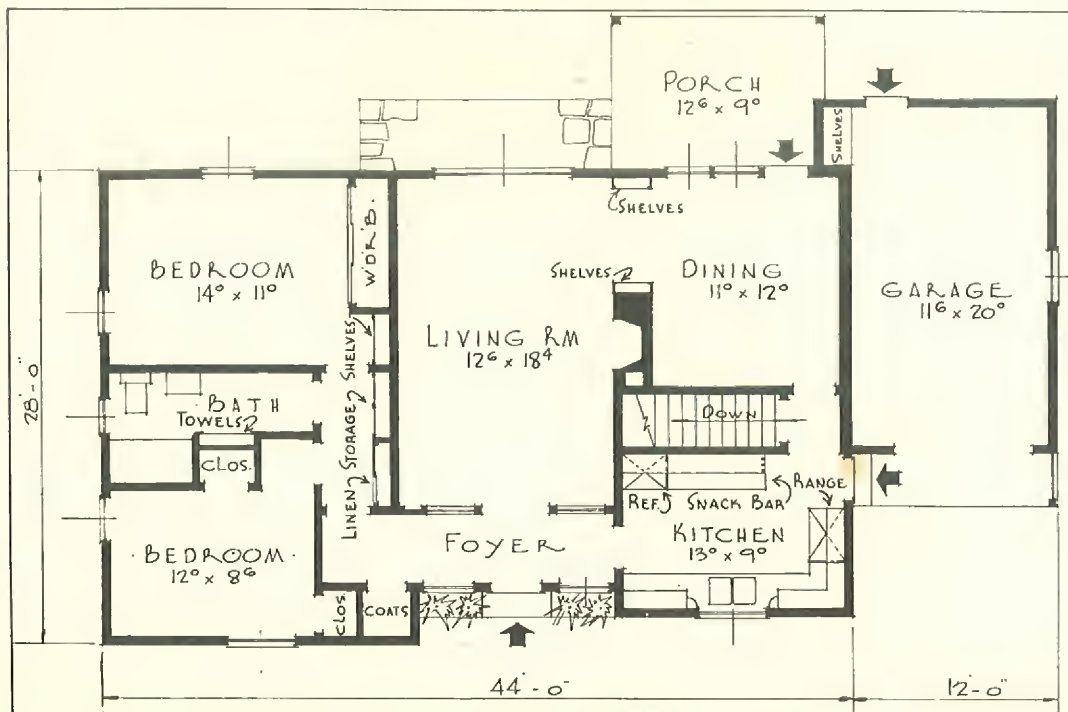 PORCH
12⁶ x 9⁰
SHELVES
SHELVES
WDR'B.
BEDROOM
14⁰ x 11⁰
SHELVES
DINING
11⁰ x 12⁰
GARAGE
11⁶ x 20⁰
LIVING RM
12⁶ x 18⁴
SHELVES
28'-0"
BATH
TOWELS
CLOS.
STORAGE
LINEN
DOWN
REF.
SNACK BAR
RANGE
KITCHEN
13⁰ x 9⁰
FOYER
BEDROOM
12⁰ x 8⁶
CLOS.
COATS
44'-0"
12'-0"